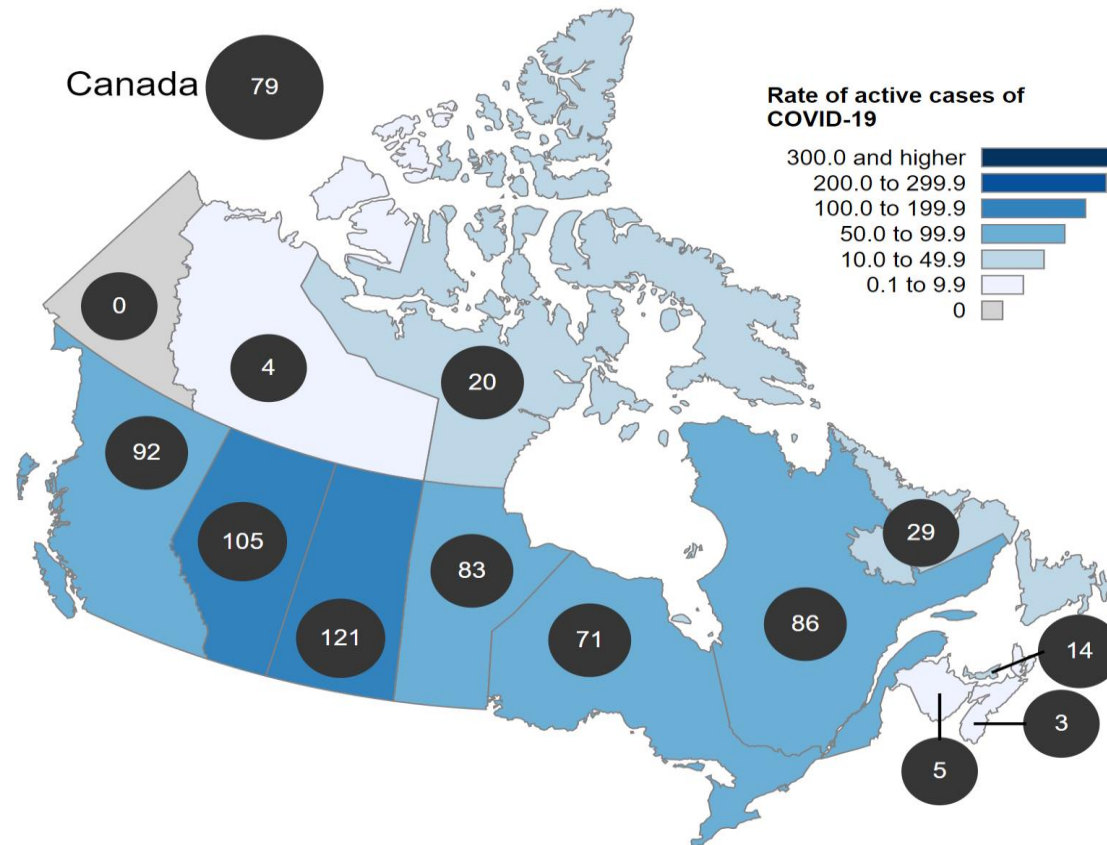 Canada 79
Rate of active cases of
COVID-19
300.0 and higher
200.0 to 299.9
100.0 to 199.9
50.0 to 99.9
10.0 to 49.9
0.1 to 9.9
0
0
4
20
92
105
121
83
71
86
29
14
3
5